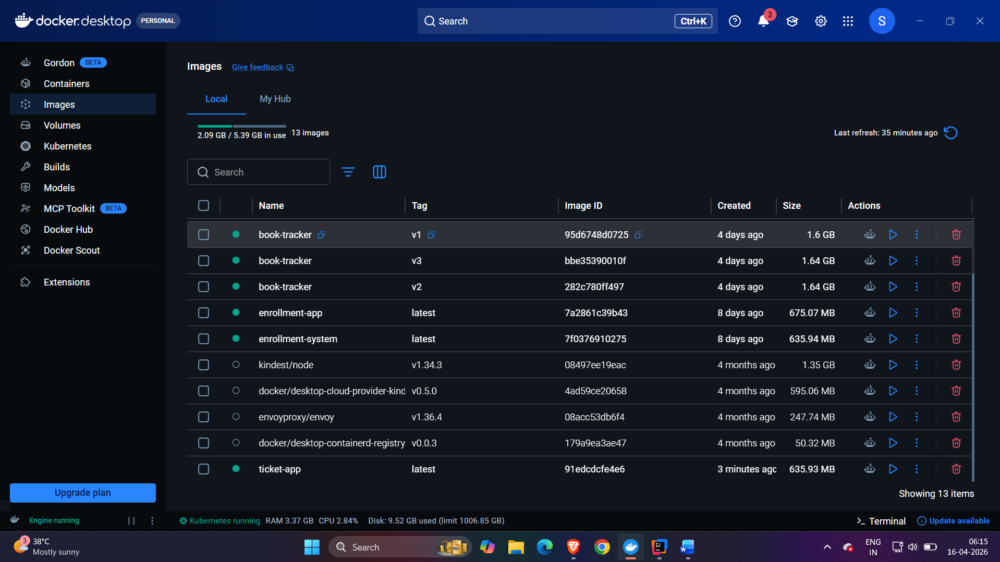 docker.desktop PERSONAL
Search Ctrl+K
3
S
Gordon BETA
Containers
Images
Volumes
Kubernetes
Builds
Models
MCP Toolkit BETA
Docker Hub
Docker Scout
Extensions
Upgrade plan
Images Give feedback
Local My Hub
2.09 GB / 5.39 GB in use 13 images
Last refresh: 35 minutes ago
Search
Name Tag Image ID Created Size Actions
book-tracker v1 95d6748d0725 4 days ago 1.6 GB
book-tracker v3 bbe35390010f 4 days ago 1.64 GB
book-tracker v2 282c780ff497 4 days ago 1.64 GB
enrollment-app latest 7a2861c39b43 8 days ago 675.07 MB
enrollment-system latest 7f0376910275 8 days ago 635.94 MB
kindest/node v1.34.3 08497ee19eac 4 months ago 1.35 GB
docker/desktop-cloud-provider-kind v0.5.0 4ad59ce20658 4 months ago 595.06 MB
envoyproxy/envoy v1.36.4 08acc53db6f4 4 months ago 247.74 MB
docker/desktop-containerd-registry v0.0.3 179a9ea3ae47 4 months ago 50.32 MB
ticket-app latest 91edcdcfe4e6 3 minutes ago 635.93 MB
Showing 13 items
Engine running
Kubernetes running RAM 3.37 GB CPU 2.84% Disk: 9.52 GB used (limit 1006.85 GB)
Terminal Update available
3
38°C
Mostly sunny
Search
ENG
IN
06:15
16-04-2026